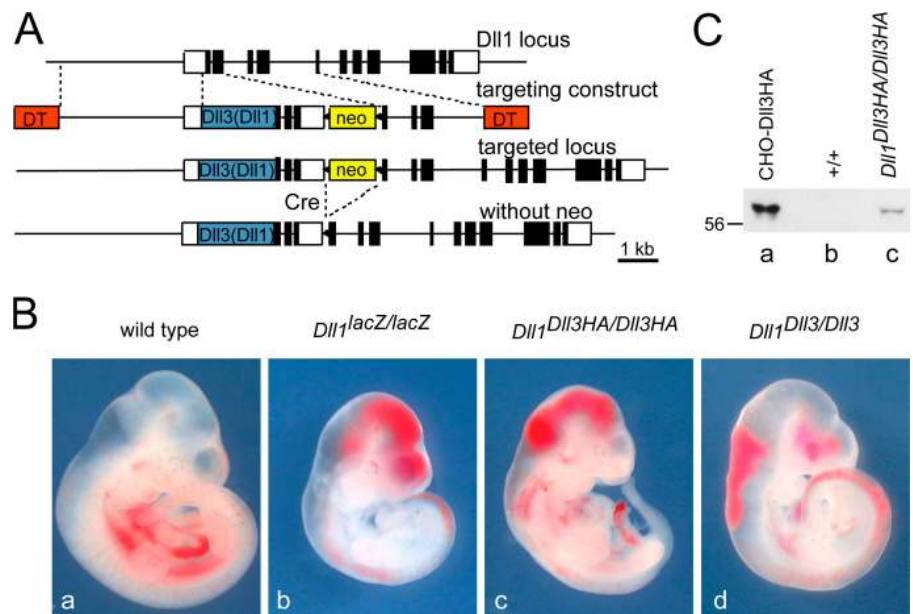 A
Dll1 locus
targeting construct
DT
Dll3(Dll1)
neo
DT
targeted locus
Dll3(Dll1)
neo
Cre
without neo
Dll3(Dll1)
1 kb
C
CHO-Dll3HA
+/+
Dll1Dll3HA/Dll3HA
56
a b c
B
wild type
Dll1lacZ/lacZ
Dll1Dll3HA/Dll3HA
Dll1Dll3/Dll3
a b c d